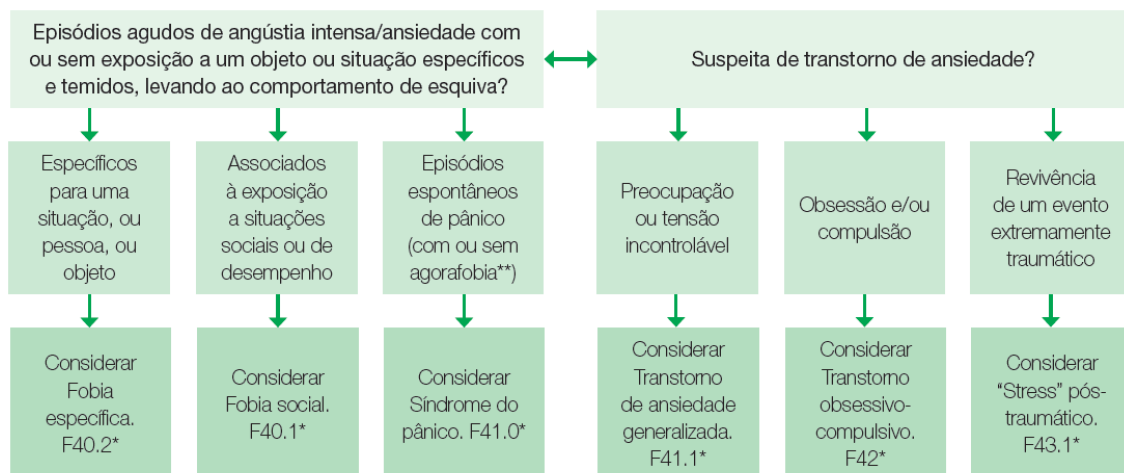 Episódios agudos de angústia intensa/ansiedade com
ou sem exposição a um objeto ou situação específicos
e temidos, levando ao comportamento de esquiva?
Suspeita de transtorno de ansiedade?
Específicos
para uma
situação, ou
pessoa, ou
objeto
Associados
à exposição
a situações
sociais ou de
desempenho
Episódios
espontâneos
de pânico
(com ou sem
agorafobia**)
Preocupação
ou tensão
incontrolável
Obsessão e/ou
compulsão
Revivência
de um evento
extremamente
traumático
Considerar
Fobia
específica.
F40.2*
Considerar
Fobia social.
F40.1*
Considerar
Síndrome do
pânico. F41.0*
Considerar
Transtorno
de ansiedade
generalizada.
F41.1*
Considerar
Transtorno
obsessivo-
compulsivo.
F42*
Considerar
“Stress” pós-
traumático.
F43.1*